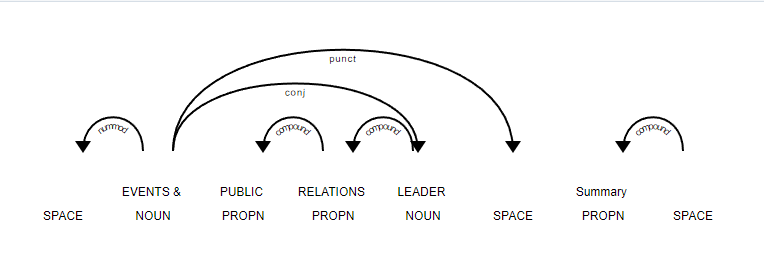 punct
conj
nummod compound compound compound
EVENTS & PUBLIC RELATIONS LEADER Summary
SPACE NOUN PROPN PROPN NOUN SPACE PROPN SPACE